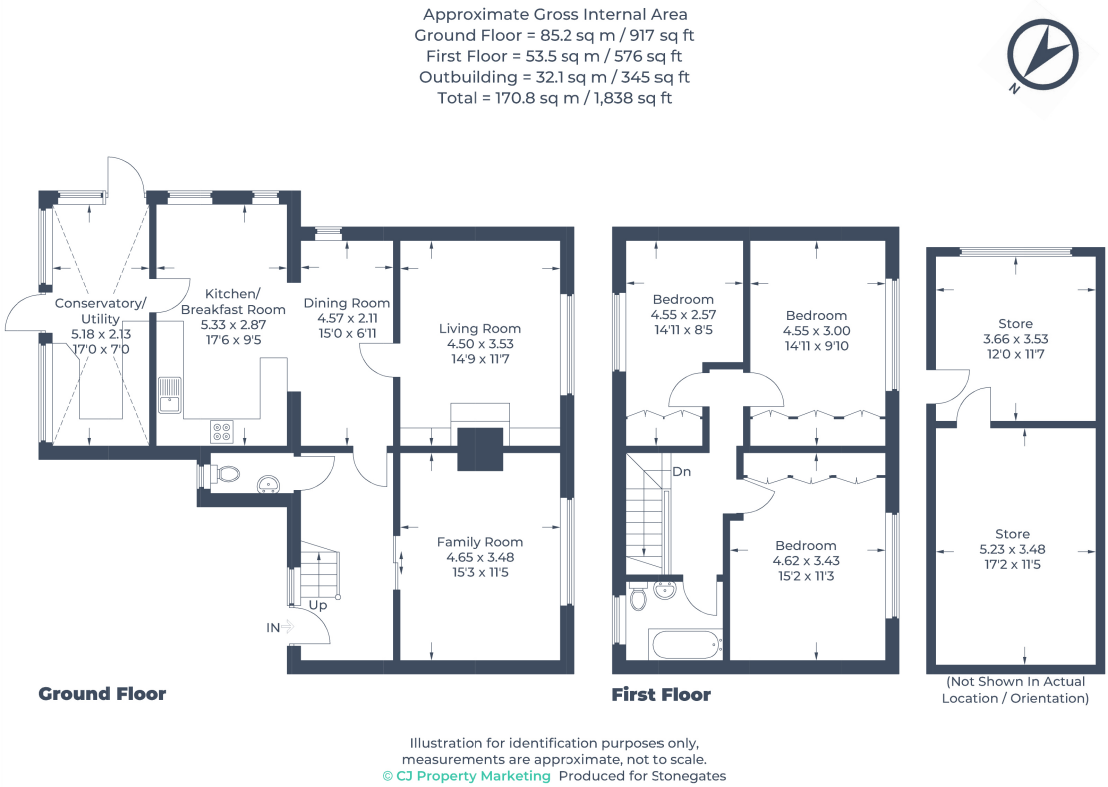 Approximate Gross Internal Area
Ground Floor = 85.2 sq m / 917 sq ft
First Floor = 53.5 sq m / 576 sq ft
Outbuilding = 32.1 sq m / 345 sq ft
Total = 170.8 sq m / 1,838 sq ft
N
Conservatory/
Utility
5.18 x 2.13
17'0 x 7'0
Kitchen/
Breakfast Room
5.33 x 2.87
17'6 x 9'5
Dining Room
4.57 x 2.11
15'0 x 6'11
Living Room
4.50 x 3.53
14'9 x 11'7
Family Room
4.65 x 3.48
15'3 x 11'5
Up
IN
Ground Floor
Bedroom
4.55 x 2.57
14'11 x 8'5
Bedroom
4.55 x 3.00
14'11 x 9'10
Dn
Bedroom
4.62 x 3.43
15'2 x 11'3
First Floor
Store
3.66 x 3.53
12'0 x 11'7
Store
5.23 x 3.48
17'2 x 11'5
(Not Shown In Actual
Location / Orientation)
Illustration for identification purposes only,
measurements are approximate, not to scale.
© CJ Property Marketing Produced for Stonegates